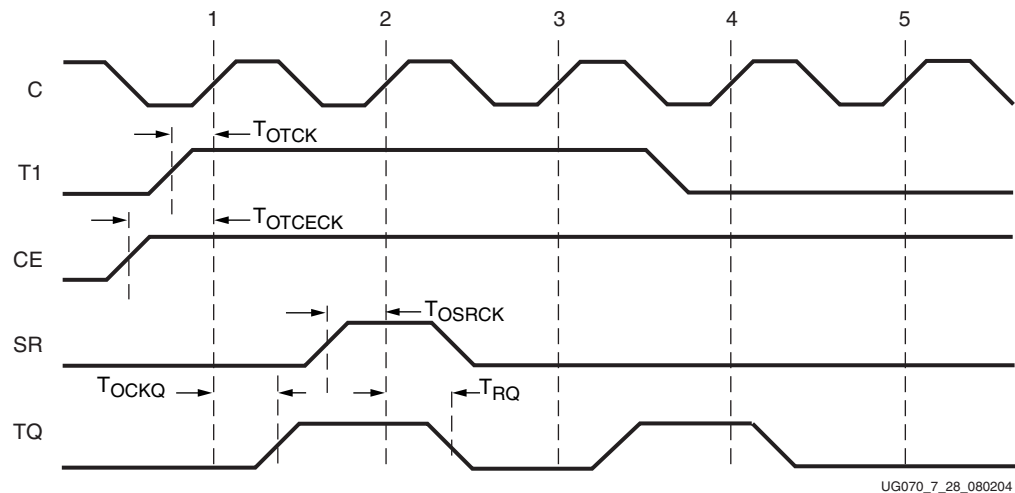 1 2 3 4 5
C
TOTCK
T1
TOTCECK
CE
TOSRCK
SR
TOCKQ TRQ
TQ
UG070_7_28_080204